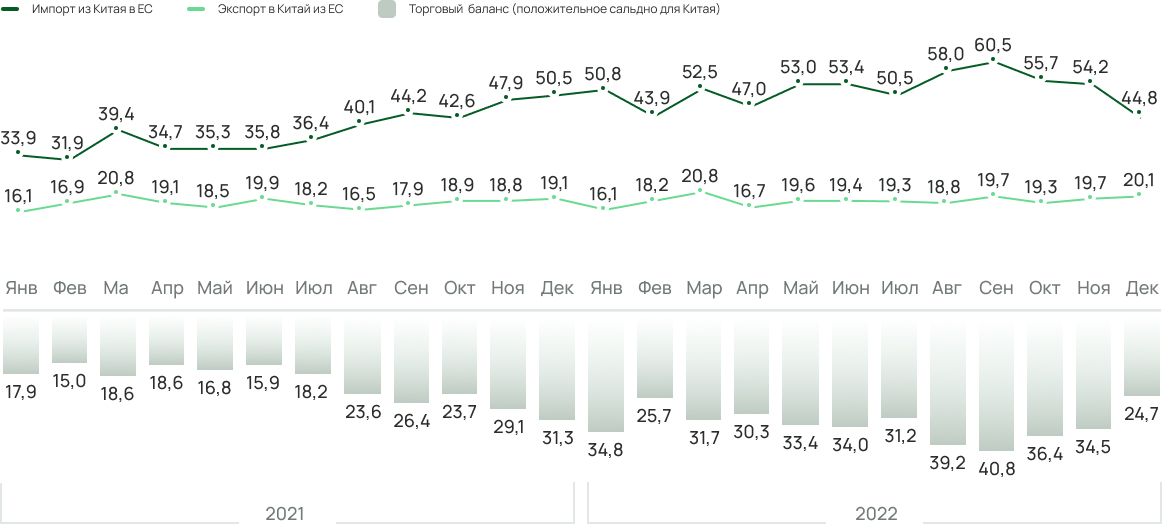 Импорт из Китая в ЕС Экспорт в Китай из ЕС Торговый баланс (положительное сальдно для Китая)
33,9 31,9 39,4 34,7 35,3 35,8 36,4 40,1 44,2 42,6 47,9 50,5 50,8 43,9 52,5 47,0 53,0 53,4 50,5 58,0 60,5 55,7 54,2 44,8
16,1 16,9 20,8 19,1 18,5 19,9 18,2 16,5 17,9 18,9 18,8 19,1 16,1 18,2 20,8 16,7 19,6 19,4 19,3 18,8 19,7 19,3 19,7 20,1
Янв Фев Ма Апр Май Июн Июл Авг Сен Окт Ноя Дек Янв Фев Мар Апр Май Июн Июл Авг Сен Окт Ноя Дек
17,9 15,0 18,6 18,6 16,8 15,9 18,2 23,6 26,4 23,7 29,1 31,3 34,8 25,7 31,7 30,3 33,4 34,0 31,2 39,2 40,8 36,4 34,5 24,7
2021 2022